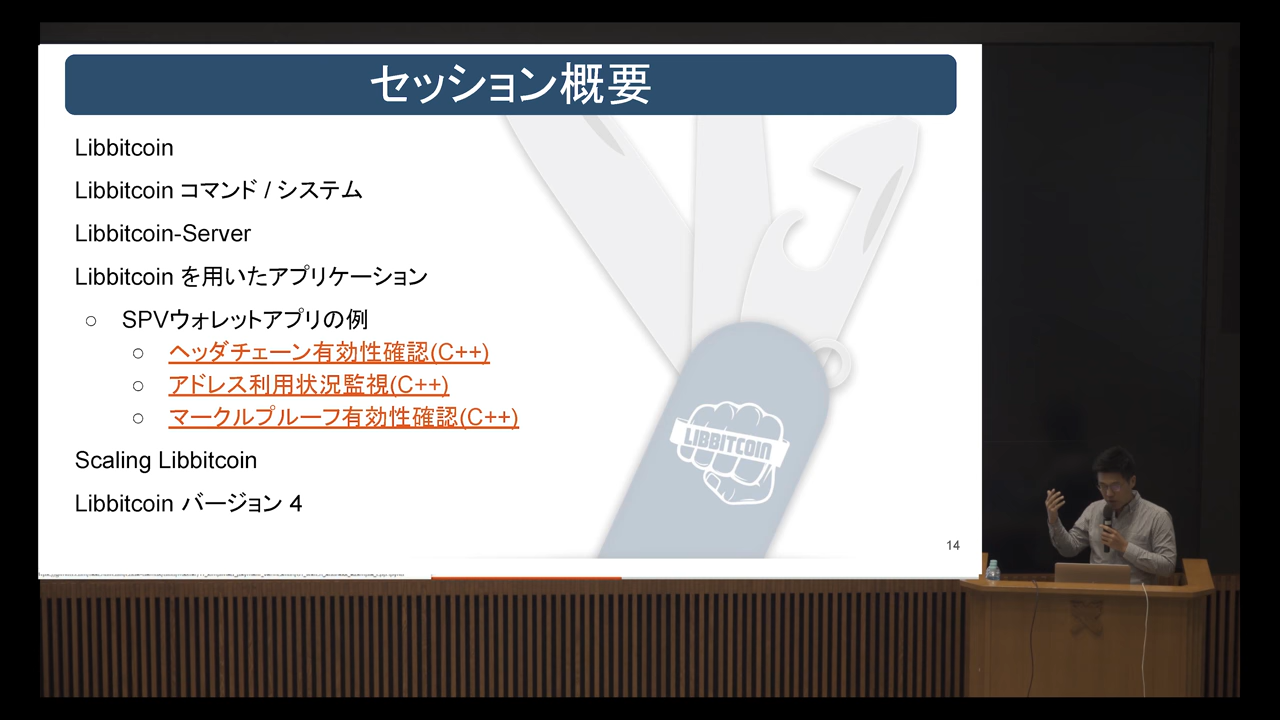 セッション概要
Libbitcoin
Libbitcoin コマンド / システム
Libbitcoin-Server
Libbitcoin を用いたアプリケーション
○ SPVウォレットアプリの例
○ ヘッダチェーン有効性確認(C++)
○ アドレス利用状況監視(C++)
○ マークルプルーフ有効性確認(C++)
Scaling Libbitcoin
Libbitcoin バージョン 4
LIBBITCOIN
14